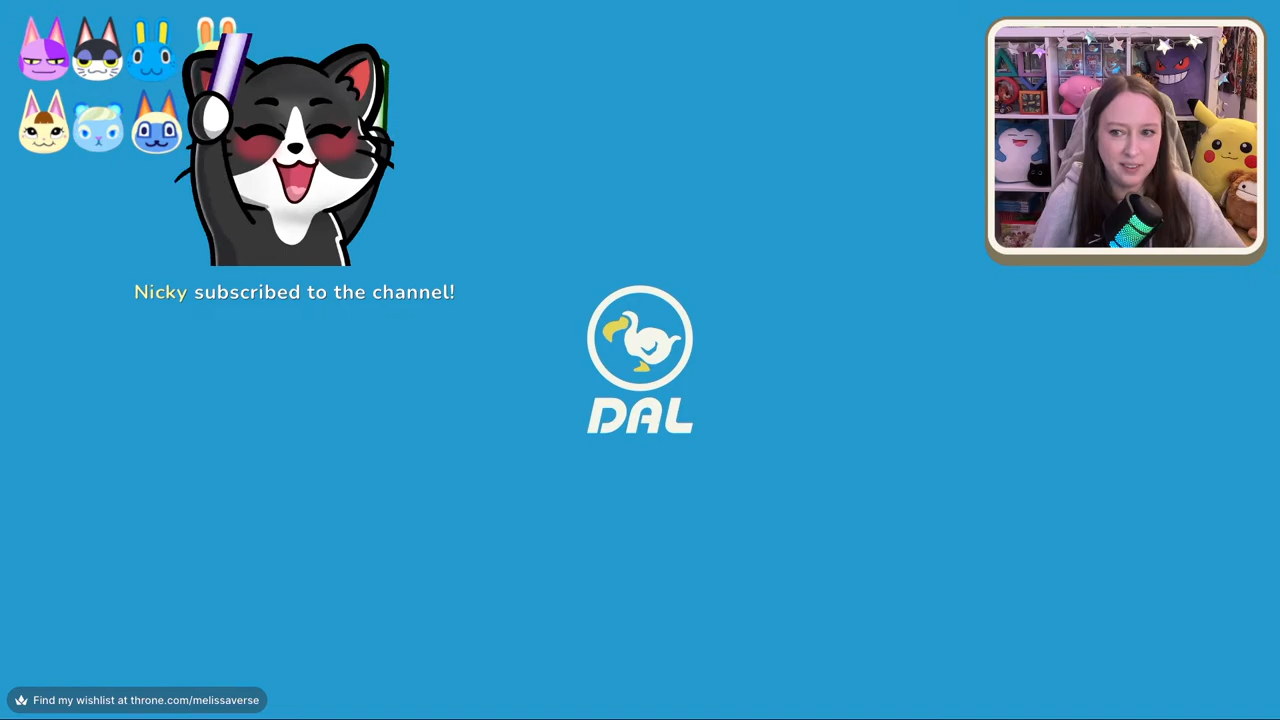 Nicky subscribed to the channel!
DAL
Find my wishlist at throne.com/melissaverse